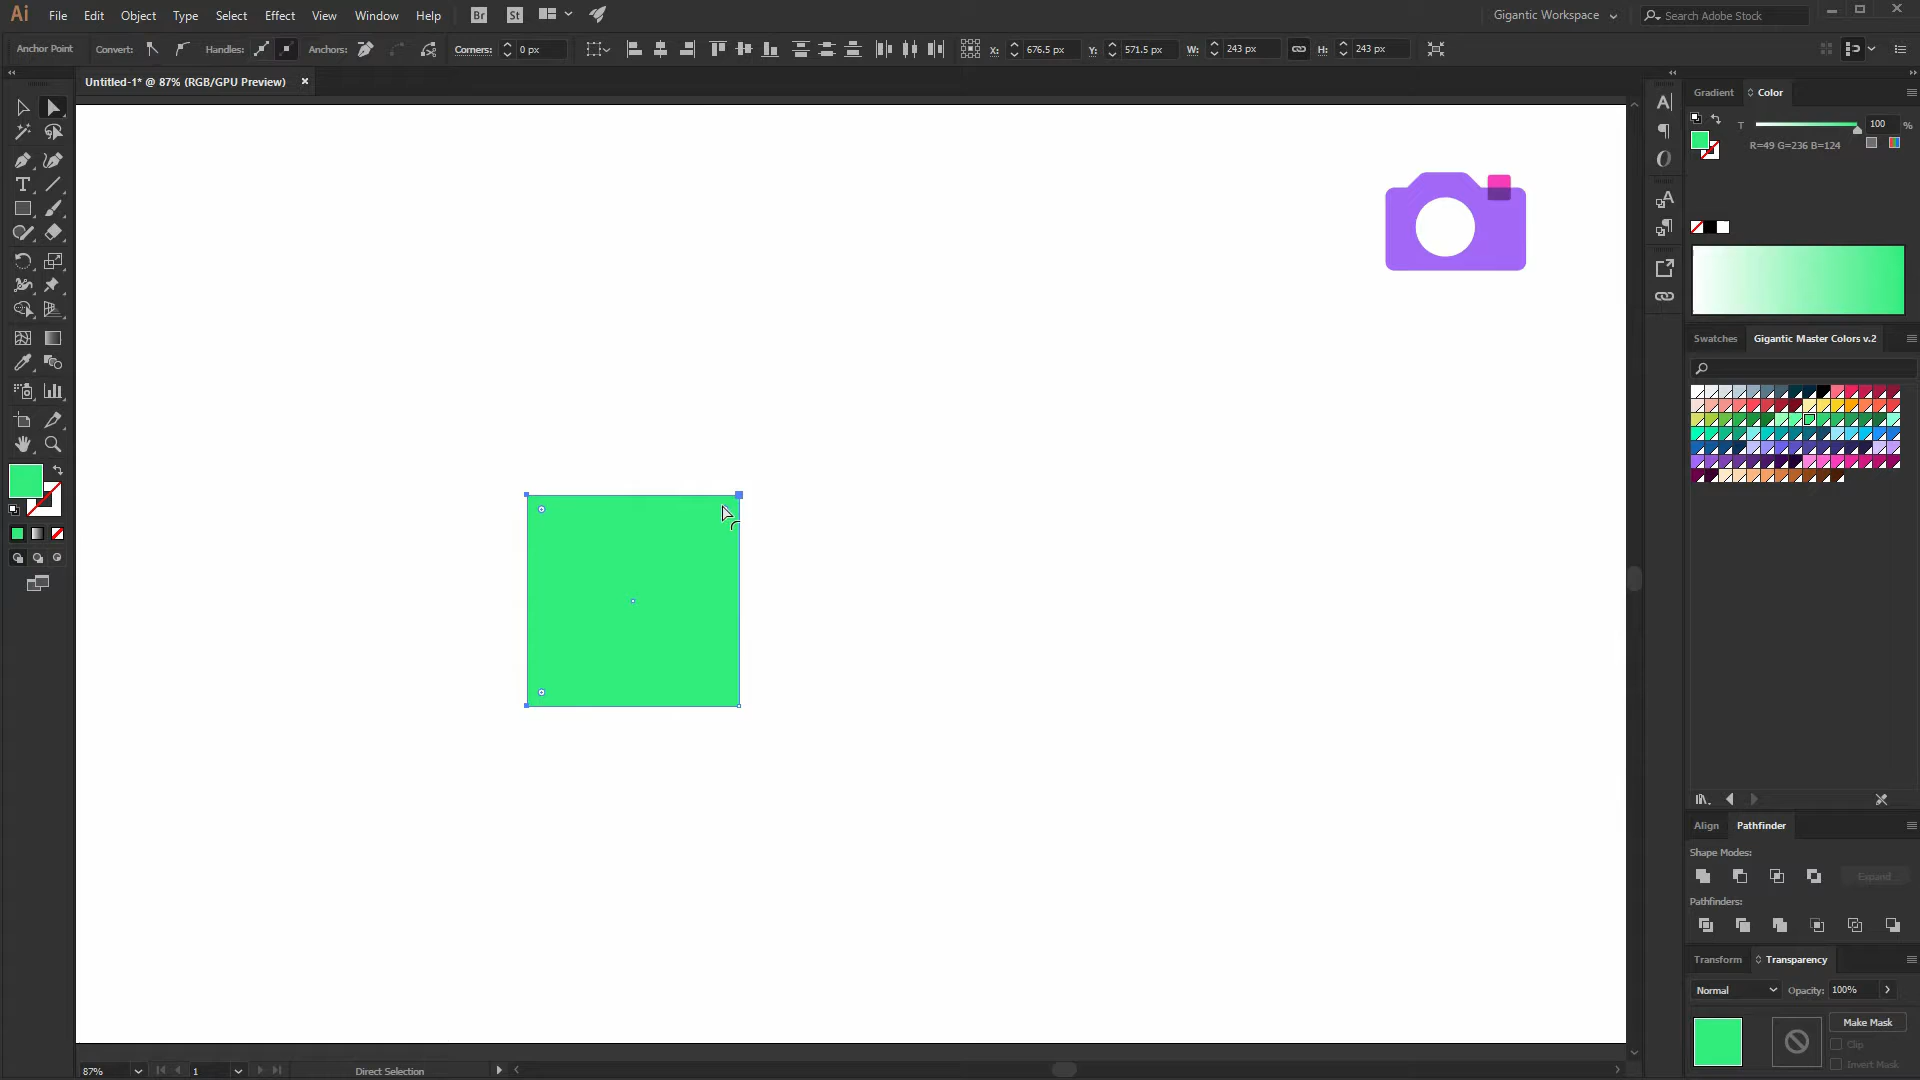 Ai File Edit Object Type Select Effect View Window Help Br St Gigantic Workspace Search Adobe Stock
Anchor Point Convert: Handles: Anchors: Corners: 0 px X: 676.5 px Y: 571.5 px W: 243 px H: 243 px
Untitled-1* @ 87% (RGB/GPU Preview) ×
Gradient Color
T 100 %
R=49 G=236 B=124
Swatches Gigantic Master Colors v.2
Align Pathfinder
Shape Modes:
Expand
Pathfinders:
Transform Transparency
Normal Opacity: 100%
Make Mask
Clip
Invert Mask
87% 1 Direct Selection